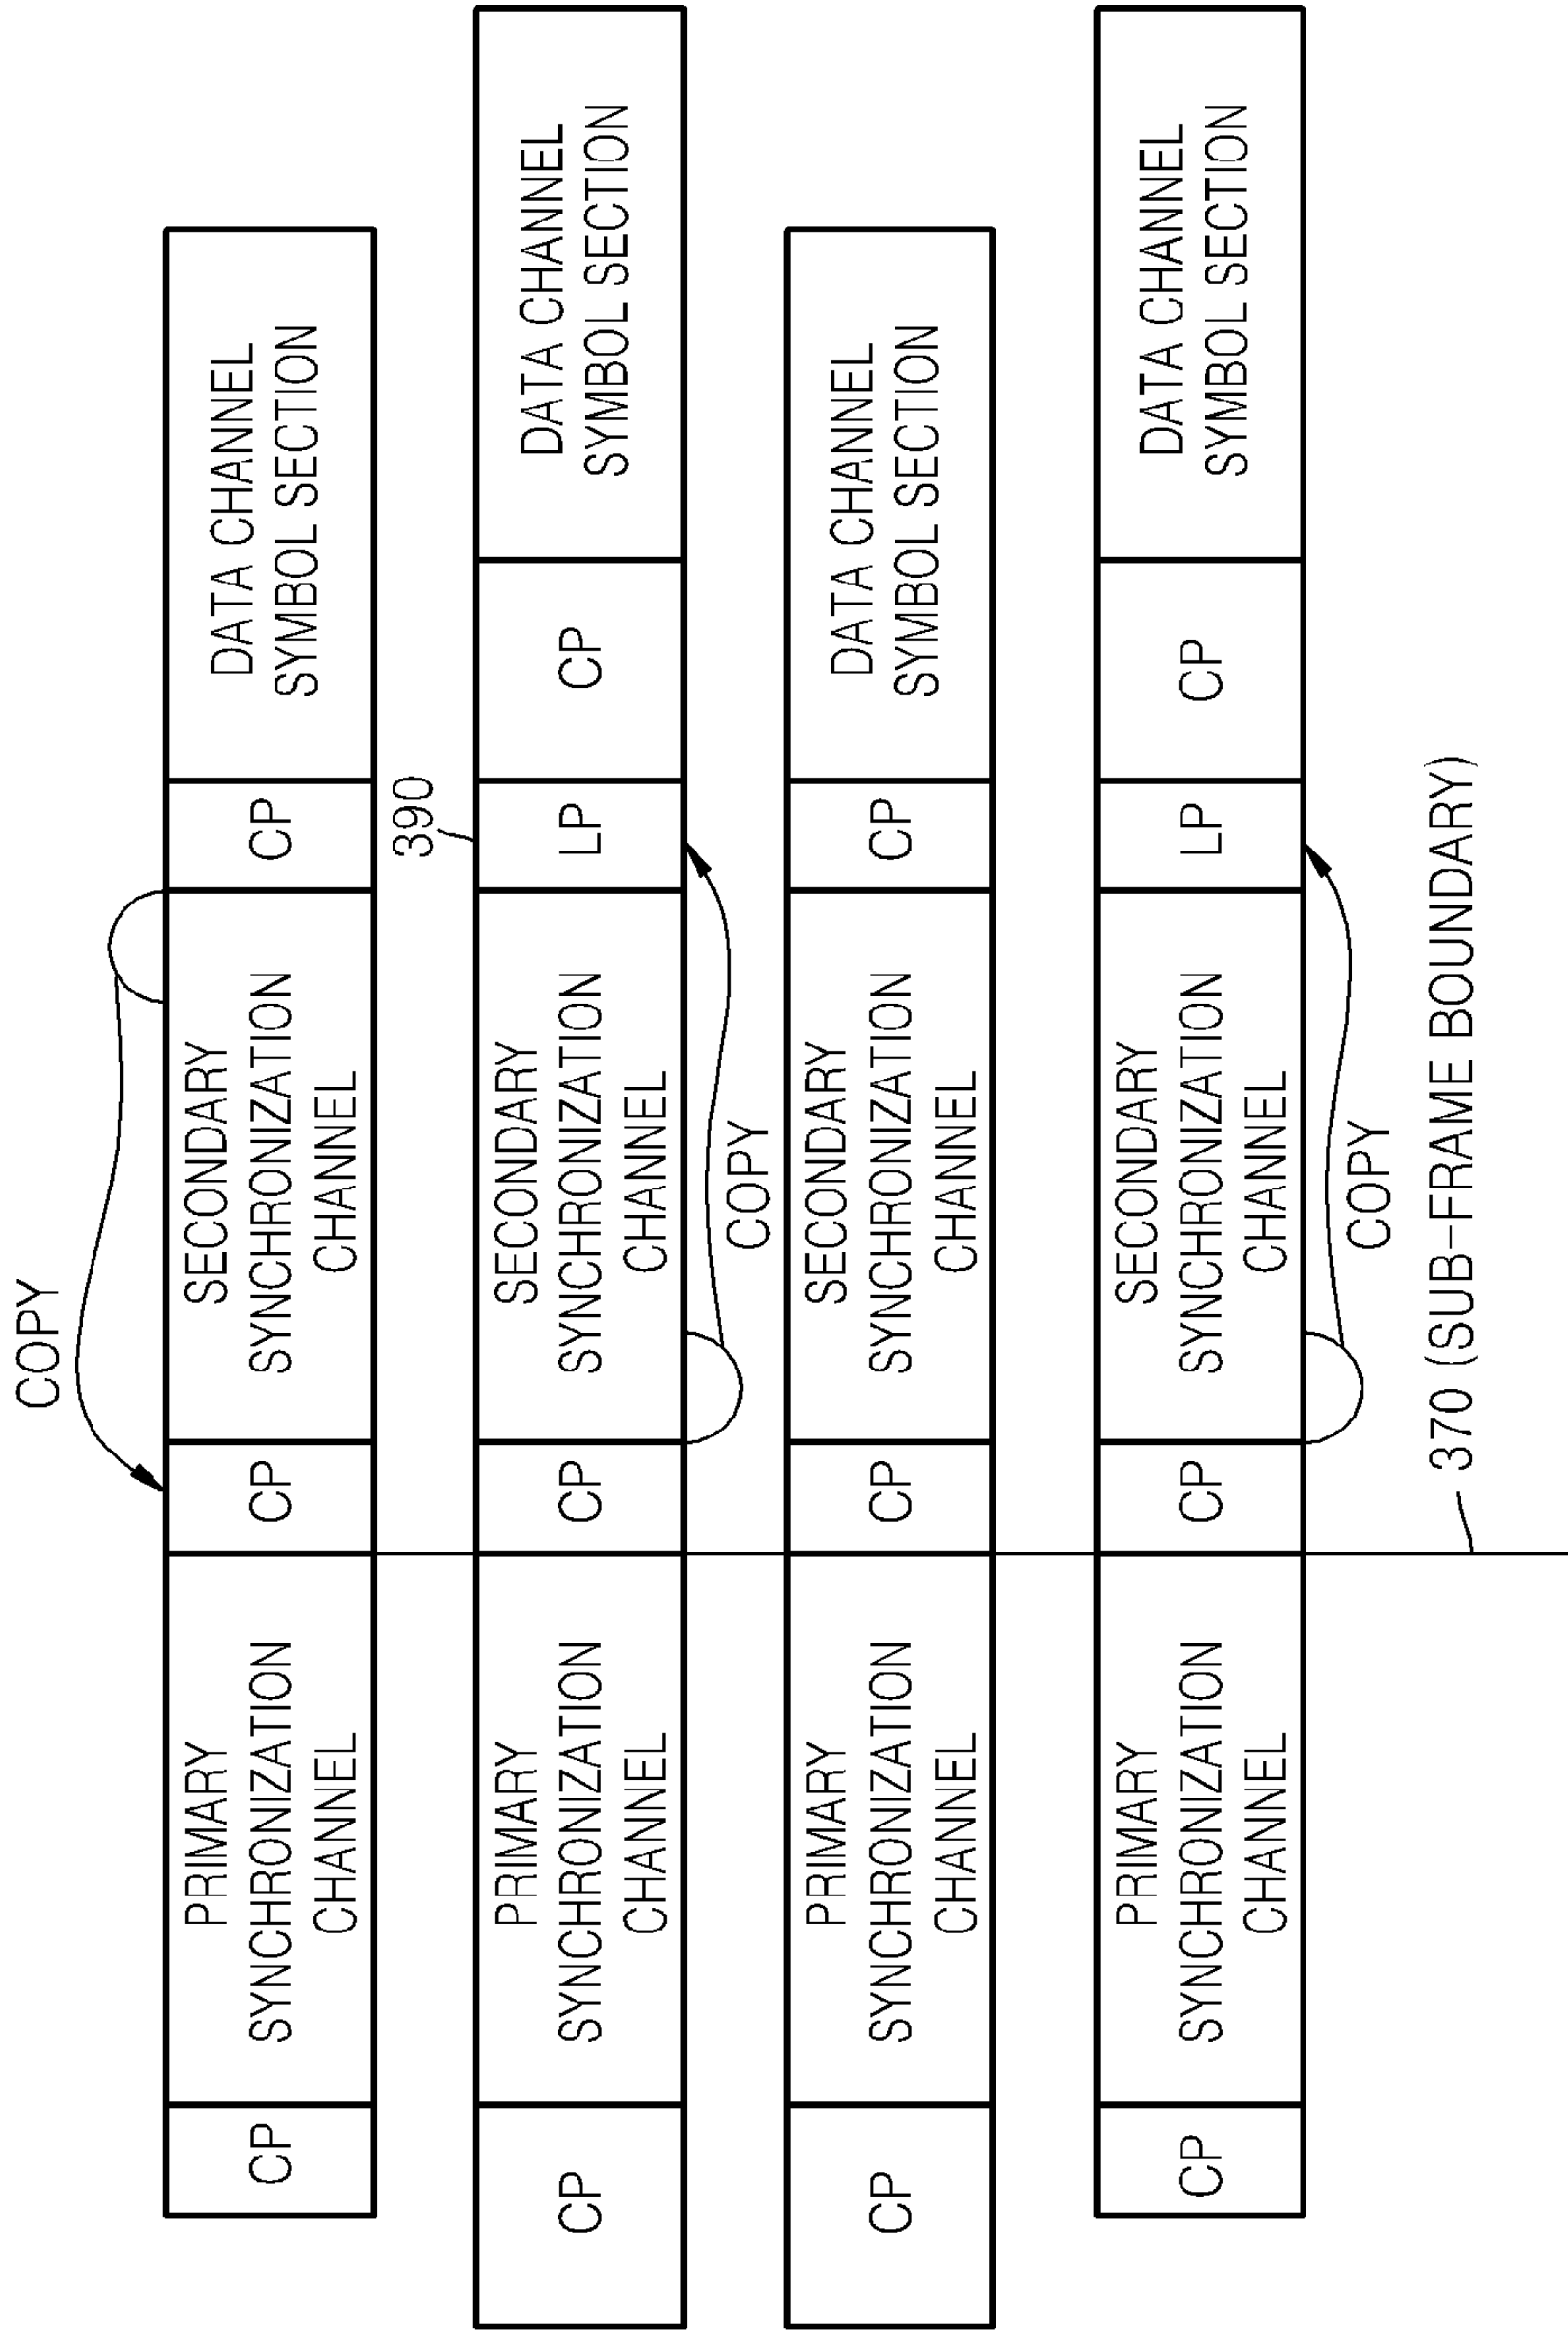 COPY
CP
PRIMARY
SYNCHRONIZATION
CHANNEL
CP
SECONDARY
SYNCHRONIZATION
CHANNEL
CP
DATA CHANNEL
SYMBOL SECTION
390
CP
PRIMARY
SYNCHRONIZATION
CHANNEL
CP
SECONDARY
SYNCHRONIZATION
CHANNEL
LP
CP
DATA CHANNEL
SYMBOL SECTION
COPY
CP
PRIMARY
SYNCHRONIZATION
CHANNEL
CP
SECONDARY
SYNCHRONIZATION
CHANNEL
CP
DATA CHANNEL
SYMBOL SECTION
CP
PRIMARY
SYNCHRONIZATION
CHANNEL
CP
SECONDARY
SYNCHRONIZATION
CHANNEL
LP
CP
DATA CHANNEL
SYMBOL SECTION
COPY
370 (SUB-FRAME BOUNDARY)